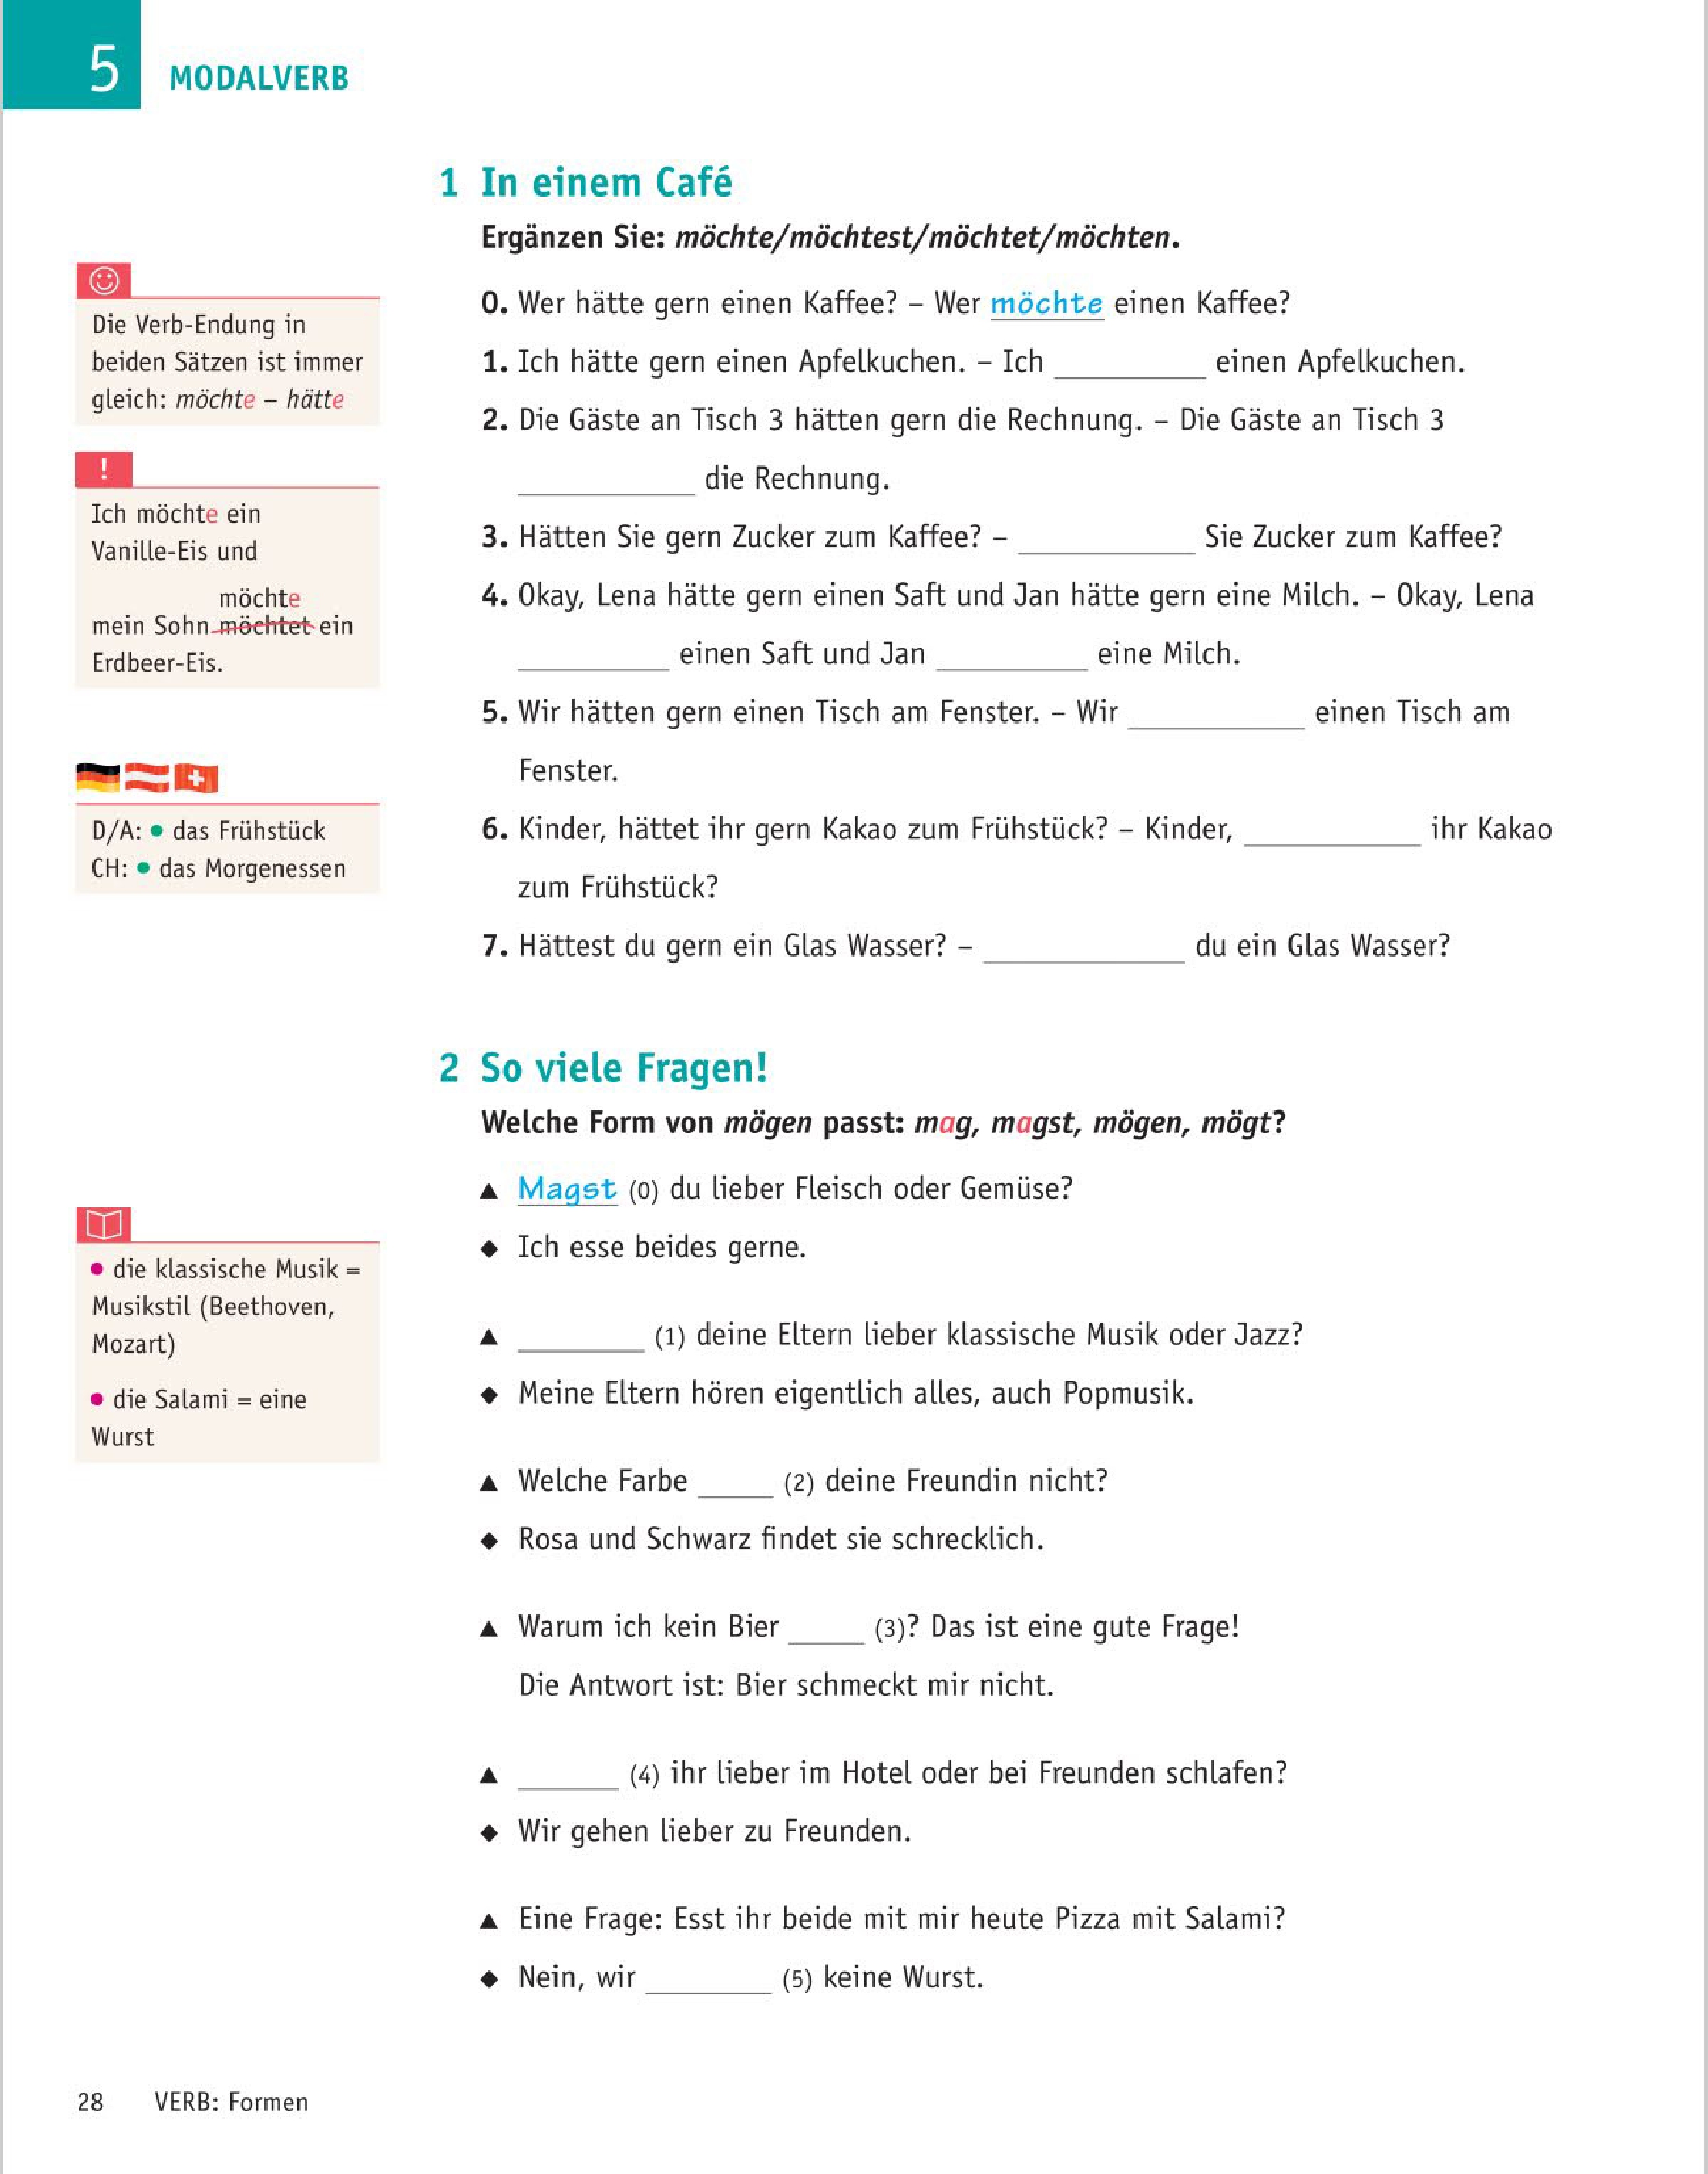 5 MODALVERB
1 In einem Café
Ergänzen Sie: möchte/möchtest/möchtet/möchten.
0. Wer hätte gern einen Kaffee? – Wer möchte einen Kaffee?
1. Ich hätte gern einen Apfelkuchen. – Ich __________ einen Apfelkuchen.
2. Die Gäste an Tisch 3 hätten gern die Rechnung. – Die Gäste an Tisch 3
__________ die Rechnung.
3. Hätten Sie gern Zucker zum Kaffee? – __________ Sie Zucker zum Kaffee?
4. Okay, Lena hätte gern einen Saft und Jan hätte gern eine Milch. – Okay, Lena
__________ einen Saft und Jan __________ eine Milch.
5. Wir hätten gern einen Tisch am Fenster. – Wir __________ einen Tisch am
Fenster.
6. Kinder, hättet ihr gern Kakao zum Frühstück? – Kinder, __________ ihr Kakao
zum Frühstück?
7. Hättest du gern ein Glas Wasser? – __________ du ein Glas Wasser?
Die Verb-Endung in
beiden Sätzen ist immer
gleich: möchte – hätte
!
Ich möchte ein
Vanille-Eis und
möchte
mein Sohn möchtet ein
Erdbeer-Eis.
D/A: • das Frühstück
CH: • das Morgenessen
2 So viele Fragen!
Welche Form von mögen passt: mag, magst, mögen, mögt?
▲ Magst (0) du lieber Fleisch oder Gemüse?
◆ Ich esse beides gerne.
▲ __________ (1) deine Eltern lieber klassische Musik oder Jazz?
◆ Meine Eltern hören eigentlich alles, auch Popmusik.
▲ Welche Farbe _____ (2) deine Freundin nicht?
◆ Rosa und Schwarz findet sie schrecklich.
▲ Warum ich kein Bier _____ (3)? Das ist eine gute Frage!
Die Antwort ist: Bier schmeckt mir nicht.
▲ _______ (4) ihr lieber im Hotel oder bei Freunden schlafen?
◆ Wir gehen lieber zu Freunden.
▲ Eine Frage: Esst ihr beide mit mir heute Pizza mit Salami?
◆ Nein, wir _________ (5) keine Wurst.
• die klassische Musik =
Musikstil (Beethoven,
Mozart)
• die Salami = eine
Wurst
28 VERB: Formen